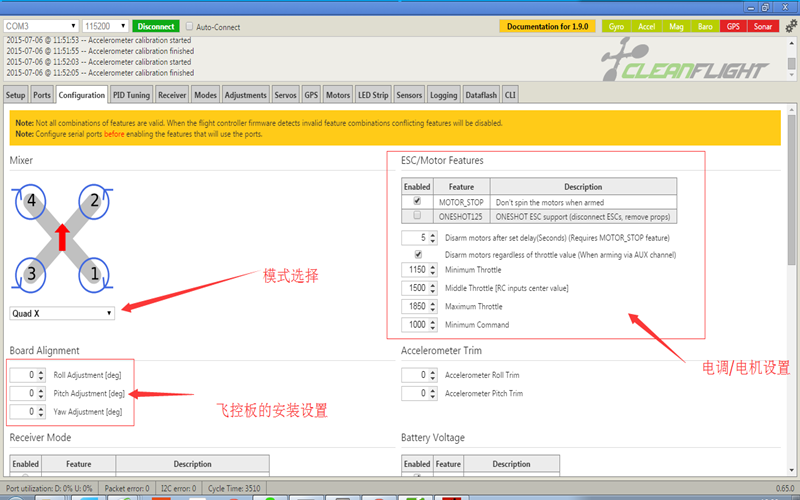 COM3 115200 Disconnect Auto-Connect Documentation for 1.9.0 Gyro Accel Mag Baro GPS Sonar
2015-07-06 @ 11:51:53 -- Accelerometer calibration started
2015-07-06 @ 11:51:55 -- Accelerometer calibration finished
2015-07-06 @ 11:52:03 -- Accelerometer calibration started
2015-07-06 @ 11:52:05 -- Accelerometer calibration finished
CLEANFLIGHT
Setup Ports Configuration PID Tuning Receiver Modes Adjustments Servos GPS Motors LED Strip Sensors Logging Dataflash CLI
Note: Not all combinations of features are valid. When the flight controller firmware detects invalid feature combinations conflicting features will be disabled.
Note: Configure serial ports before enabling the features that will use the ports.
Mixer
4 2
3 1
Quad X
模式选择
ESC/Motor Features
Enabled Feature Description
MOTOR_STOP Don't spin the motors when armed
ONESHOT125 ONESHOT ESC support (disconnect ESCs, remove props)
5 Disarm motors after set delay(Seconds) (Requires MOTOR_STOP feature)
Disarm motors regardless of throttle value (When arming via AUX channel)
1150 Minimum Throttle
1500 Middle Throttle [RC inputs center value]
1850 Maximum Throttle
1000 Minimum Command
电调/电机设置
Board Alignment
0 Roll Adjustment [deg]
0 Pitch Adjustment [deg]
0 Yaw Adjustment [deg]
飞控板的安装设置
Accelerometer Trim
0 Accelerometer Roll Trim
0 Accelerometer Pitch Trim
Receiver Mode
Enabled Feature Description
Battery Voltage
Enabled Feature Description
Port utilization: D: 0% U: 0% Packet error: 0 I2C error: 0 Cycle Time: 3510 0.65.0